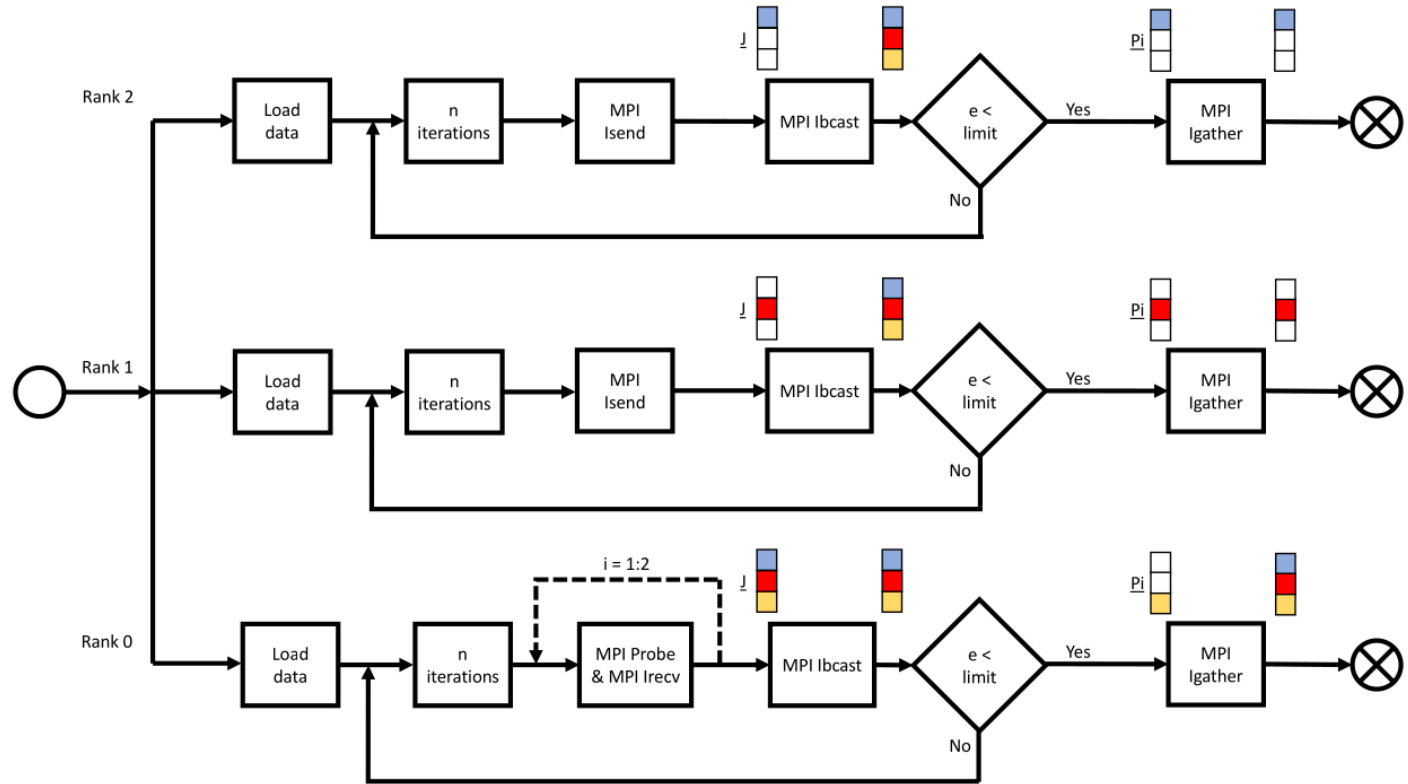 Rank 2
Load
data
n
iterations
MPI
Isend
J
MPI Ibcast
e <
limit
Yes
No
Pi
MPI
Igather
Rank 1
Load
data
n
iterations
MPI
Isend
J
MPI Ibcast
e <
limit
Yes
No
Pi
MPI
Igather
Rank 0
Load
data
n
iterations
i = 1:2
MPI Probe
& MPI Irecv
J
MPI Ibcast
e <
limit
Yes
No
Pi
MPI
Igather